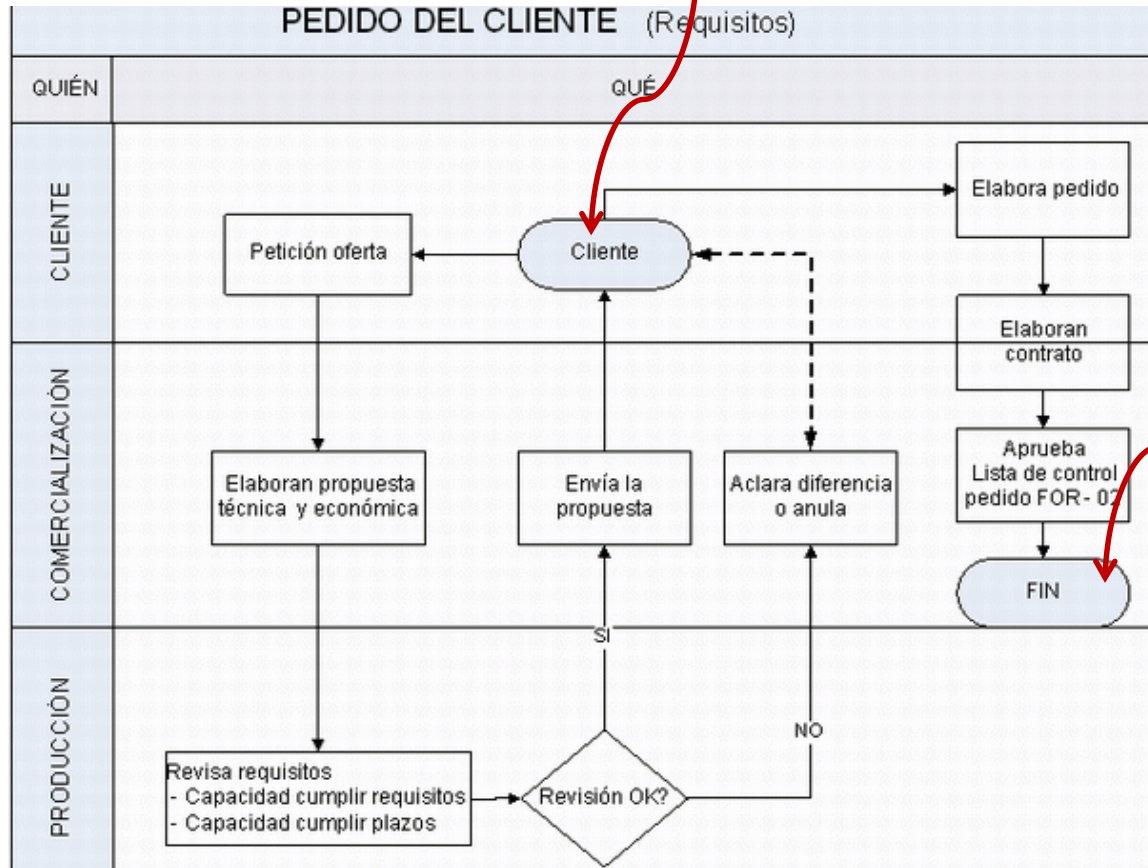 PEDIDO DEL CLIENTE (Requisitos)
QUIÉN
QUÉ
CLIENTE
Petición oferta
Cliente
Elabora pedido
Elaboran
contrato
COMERCIALIZACIÓN
Elaboran propuesta
técnica y económica
Envía la
propuesta
Aclara diferencia
o anula
Aprueba
Lista de control
pedido FOR - 02
FIN
PRODUCCIÓN
SI
NO
Revisa requisitos
- Capacidad cumplir requisitos
- Capacidad cumplir plazos
Revisión OK?